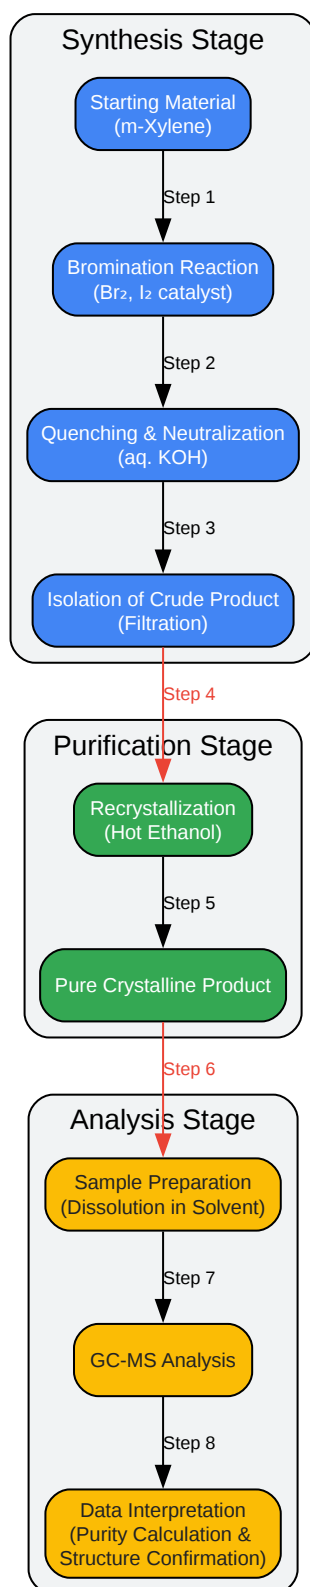 Synthesis Stage
Starting Material
(m-Xylene)
Step 1
Bromination Reaction
(Br₂, I₂ catalyst)
Step 2
Quenching & Neutralization
(aq. KOH)
Step 3
Isolation of Crude Product
(Filtration)
Step 4
Purification Stage
Recrystallization
(Hot Ethanol)
Step 5
Pure Crystalline Product
Step 6
Analysis Stage
Sample Preparation
(Dissolution in Solvent)
Step 7
GC-MS Analysis
Step 8
Data Interpretation
(Purity Calculation &
Structure Confirmation)